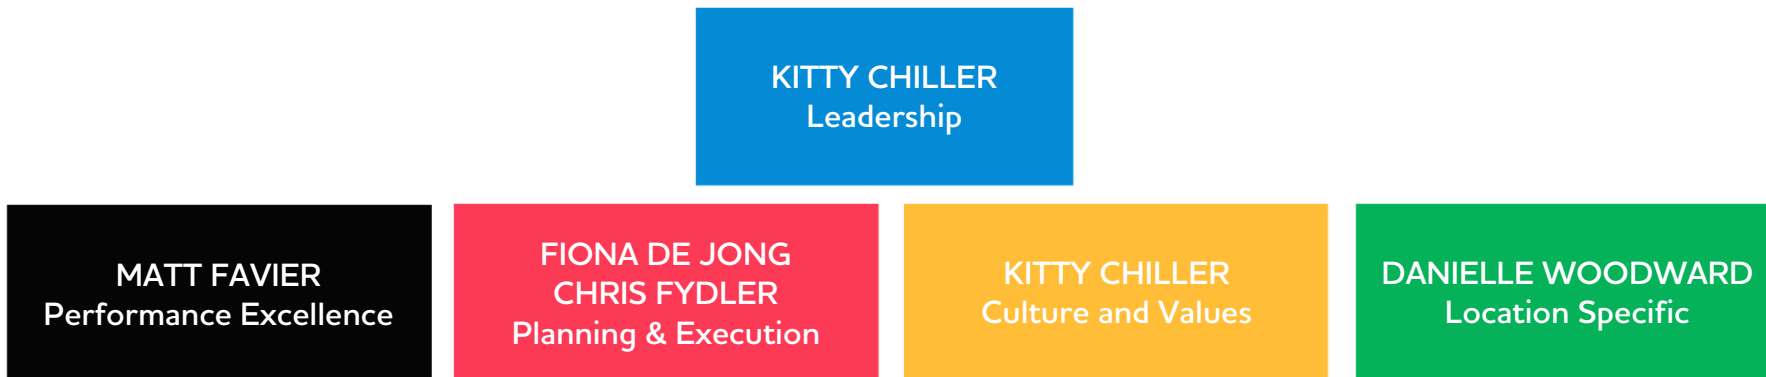 KITTY CHILLER
Leadership
MATT FAVIER
Performance Excellence
FIONA DE JONG
CHRIS FYDLER
Planning & Execution
KITTY CHILLER
Culture and Values
DANIELLE WOODWARD
Location Specific